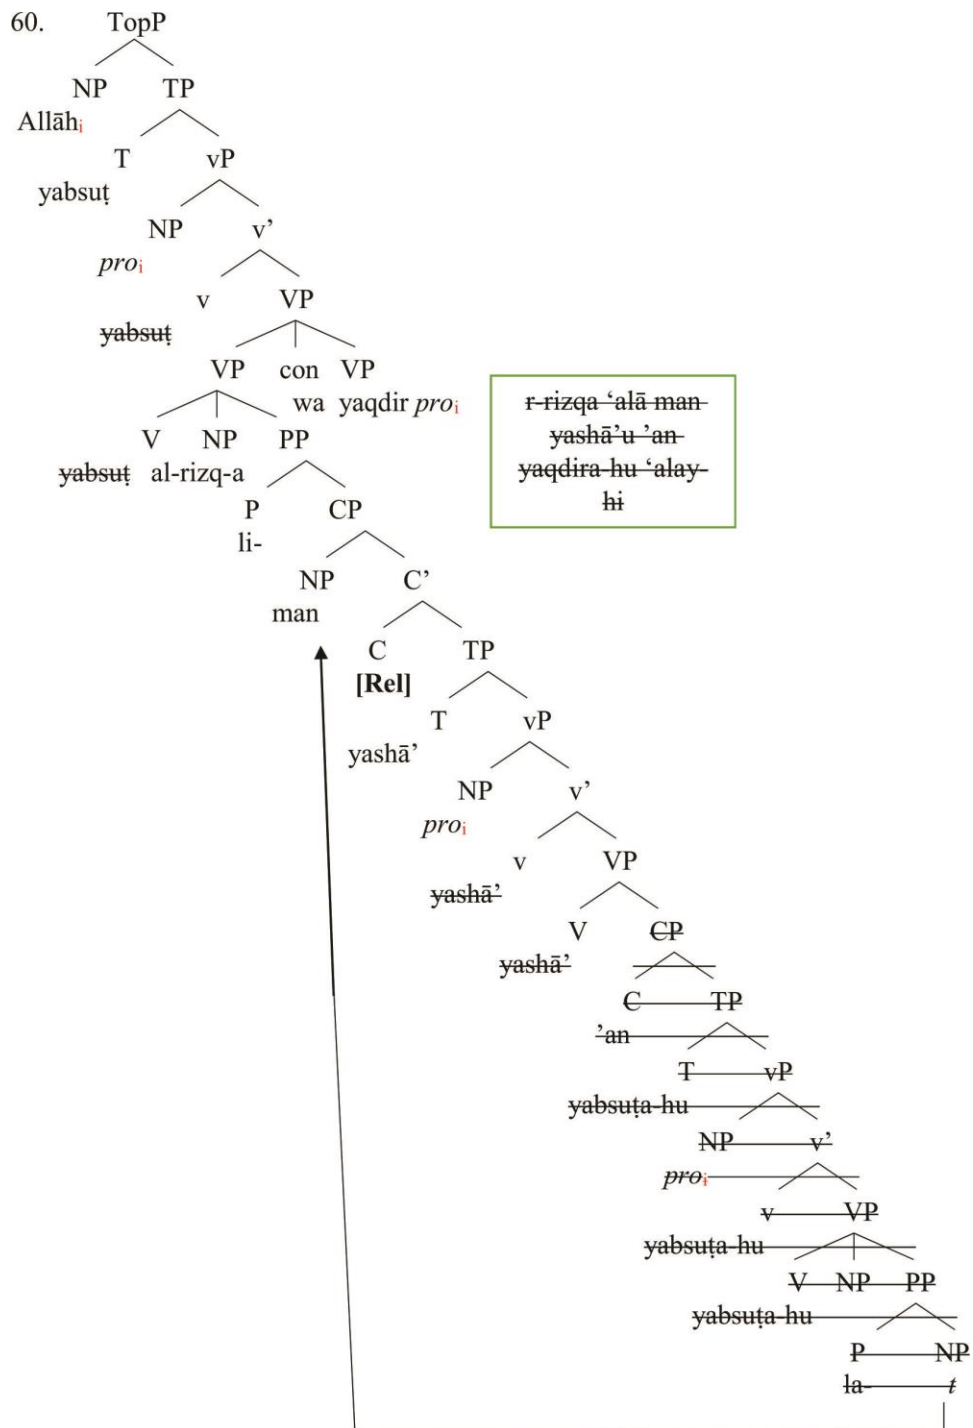 60. TopP
NP TP
Allāhi
T vP
yabsuṭ
NP v’
proi
v VP
yabsuṭ
VP con VP
wa yaqdir proi
r-rizqa ‘alā man
yashā’u ’an
yaqdira-hu ‘alay-
hi
V NP PP
yabsuṭ al-rizq-a
P CP
li-
NP C’
man
C TP
[Rel]
T vP
yashā’
NP v’
proi
v VP
yashā’
V CP
yashā’
C TP
’an
T vP
yabsuṭa-hu
NP v’
proi
v VP
yabsuṭa-hu
V NP PP
yabsuṭa-hu
P NP
la- t